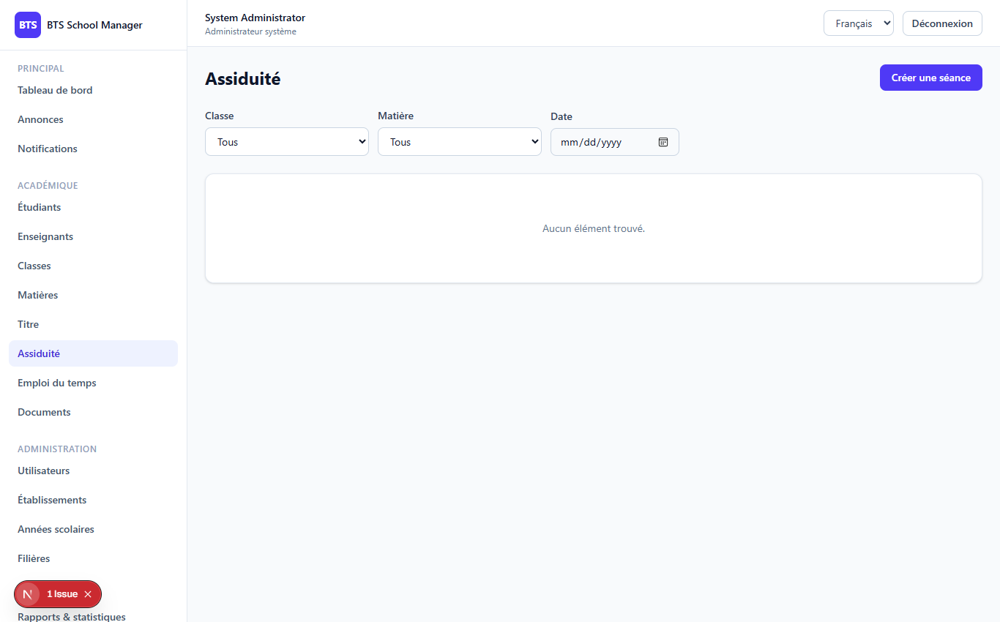 BTS
BTS School Manager
System Administrator
Administrateur système
Français
Déconnexion
PRINCIPAL
Tableau de bord
Annonces
Notifications
ACADÉMIQUE
Étudiants
Enseignants
Classes
Matières
Titre
Assiduité
Emploi du temps
Documents
ADMINISTRATION
Utilisateurs
Établissements
Années scolaires
Filières
N
1 Issue
Rapports & statistiques
Assiduité
Créer une séance
Classe
Matière
Date
Tous
Tous
mm/dd/yyyy
Aucun élément trouvé.